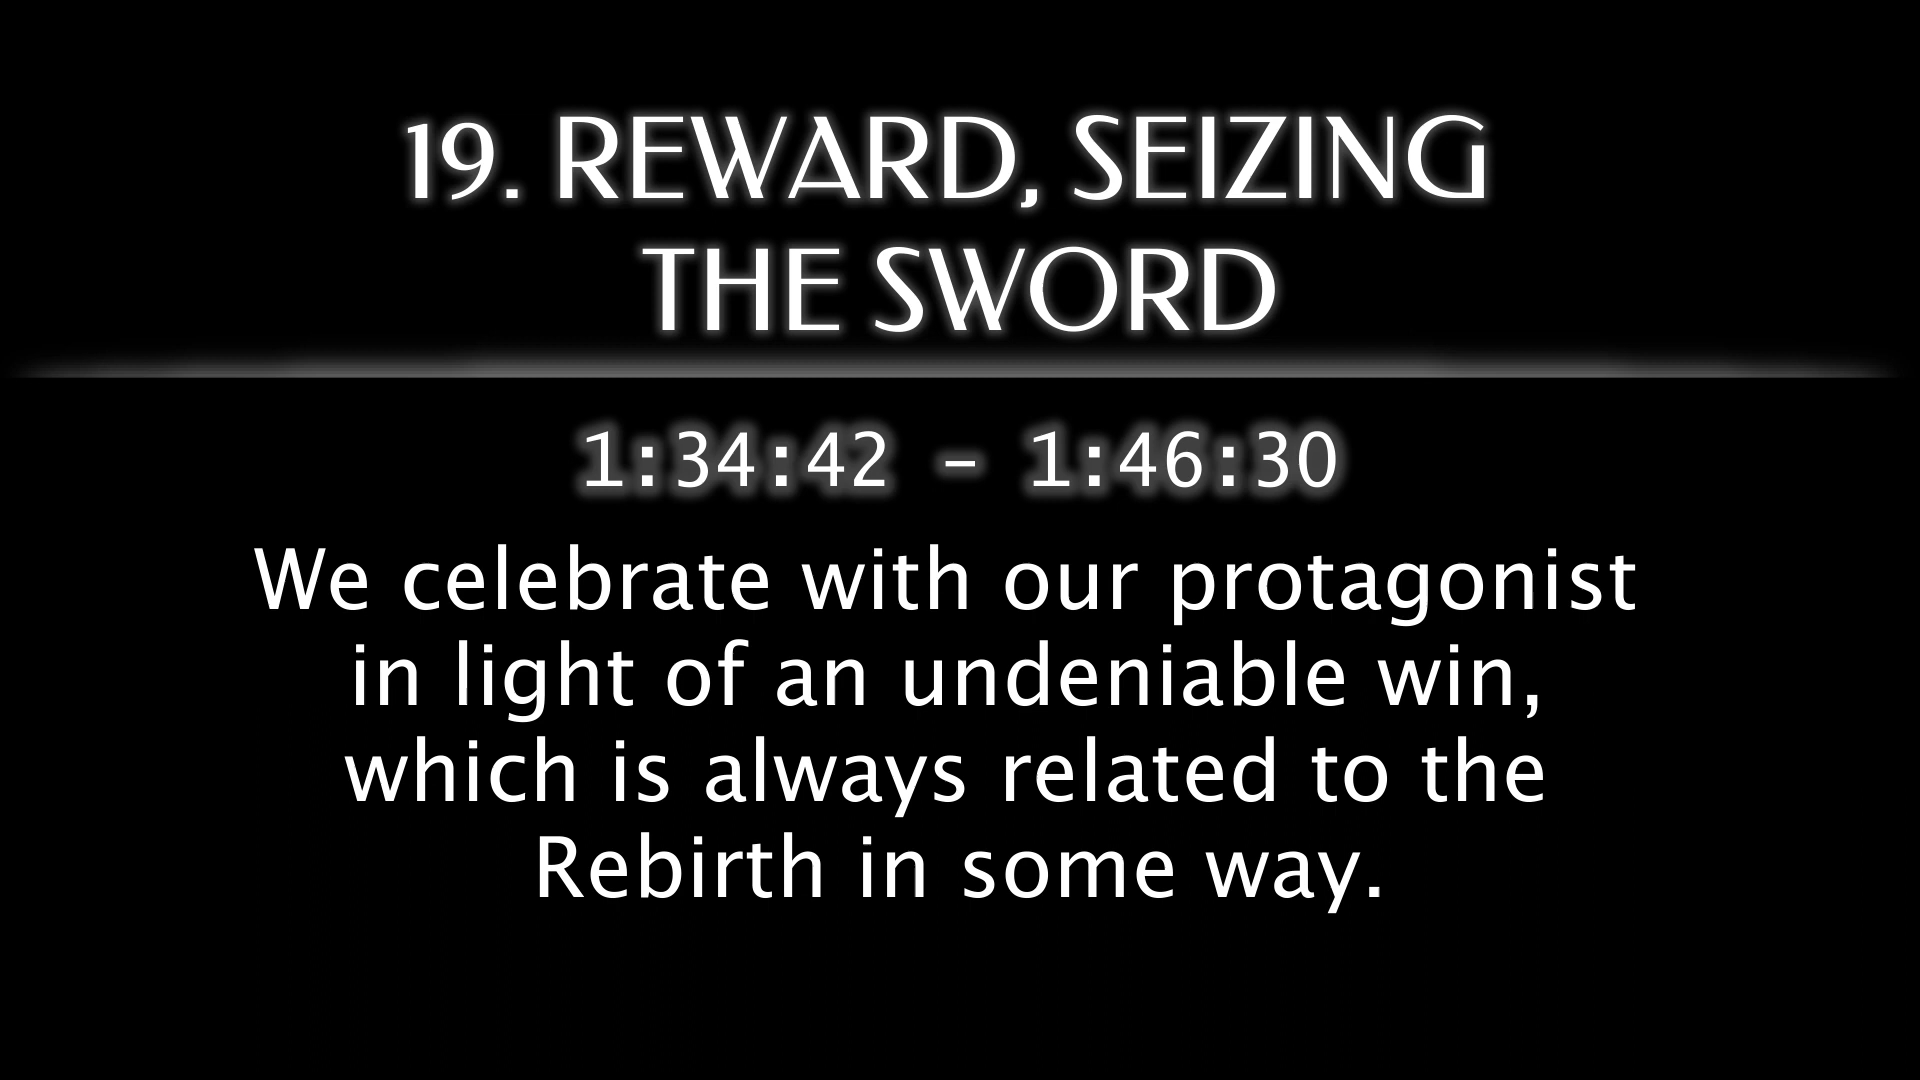 19. REWARD, SEIZING
THE SWORD
1:34:42 – 1:46:30
We celebrate with our protagonist
in light of an undeniable win,
which is always related to the
Rebirth in some way.